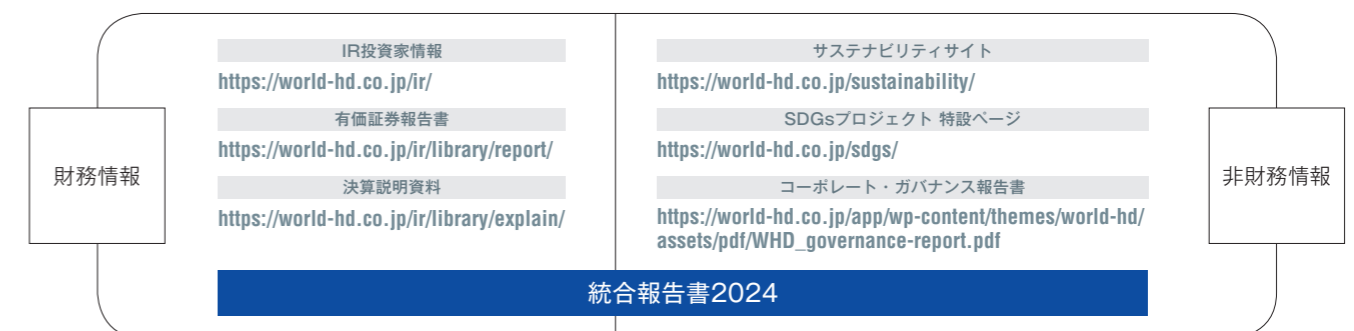 財務情報
IR投資家情報
https://world-hd.co.jp/ir/
有価証券報告書
https://world-hd.co.jp/ir/library/report/
決算説明資料
https://world-hd.co.jp/ir/library/explain/
サステナビリティサイト
https://world-hd.co.jp/sustainability/
SDGsプロジェクト 特設ページ
https://world-hd.co.jp/sdgs/
コーポレート・ガバナンス報告書
https://world-hd.co.jp/app/wp-content/themes/world-hd/
assets/pdf/WHD_governance-report.pdf
非財務情報
統合報告書2024